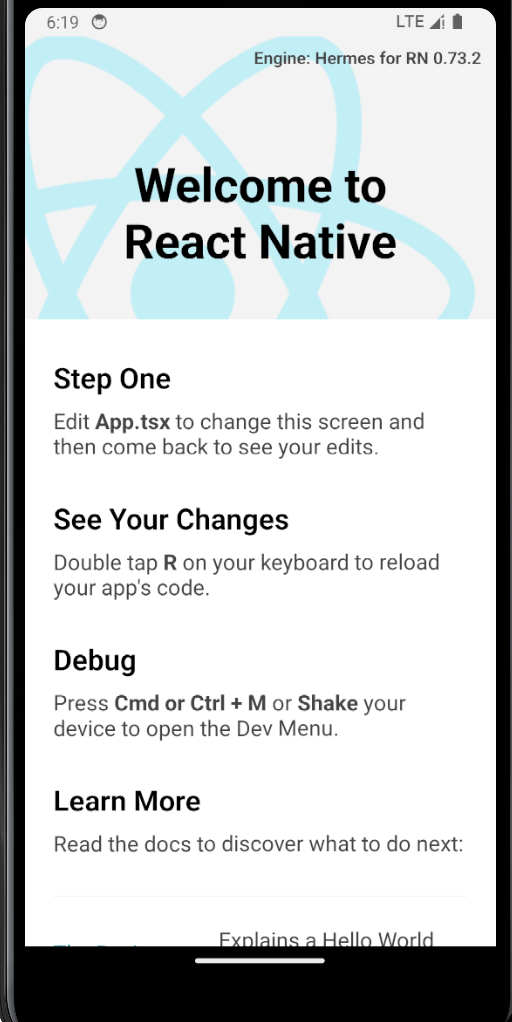 6:19 LTE
Engine: Hermes for RN 0.73.2
Welcome to
React Native
Step One
Edit App.tsx to change this screen and
then come back to see your edits.
See Your Changes
Double tap R on your keyboard to reload
your app's code.
Debug
Press Cmd or Ctrl + M or Shake your
device to open the Dev Menu.
Learn More
Read the docs to discover what to do next:
Explains a Hello World